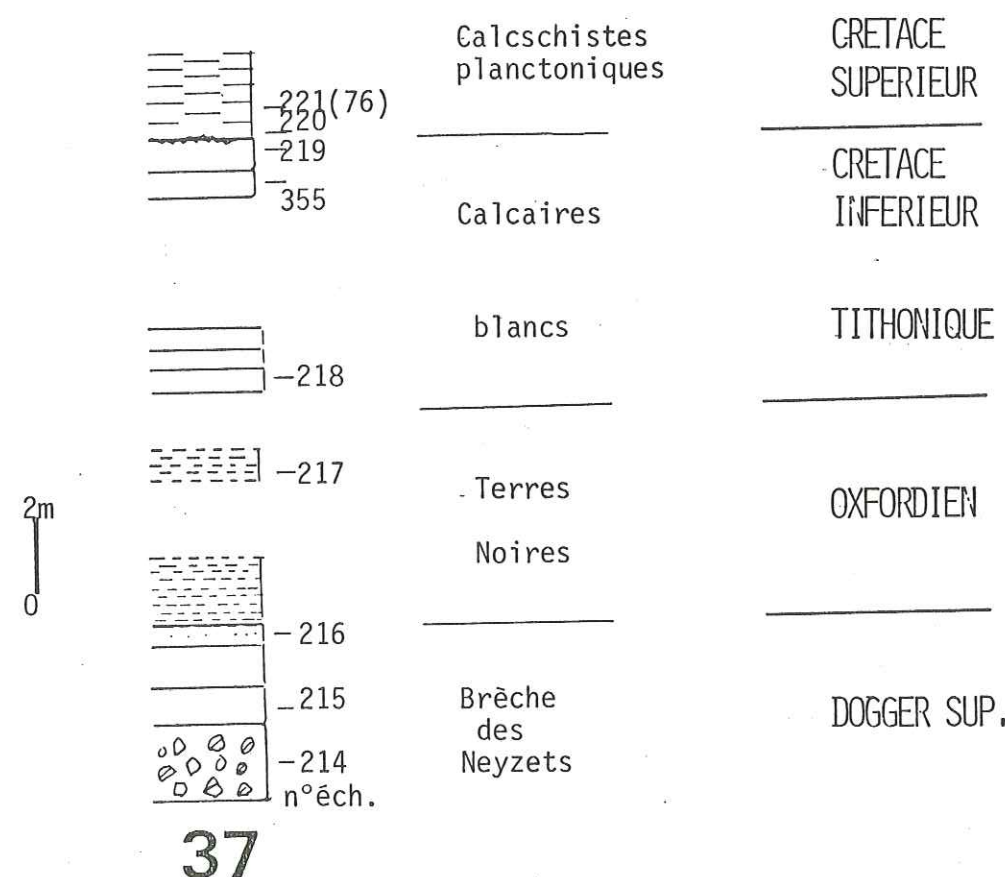 Calcschistes
planctoniques
CRETACE
SUPERIEUR
221(76)
220
219
355
Calcaires
CRETACE
INFERIEUR
blancs
TITHONIQUE
218
217
Terres
Noires
OXFORDIEN
2m
0
216
215
214
n°éch.
Brèche
des
Neyzets
DOGGER SUP.
37